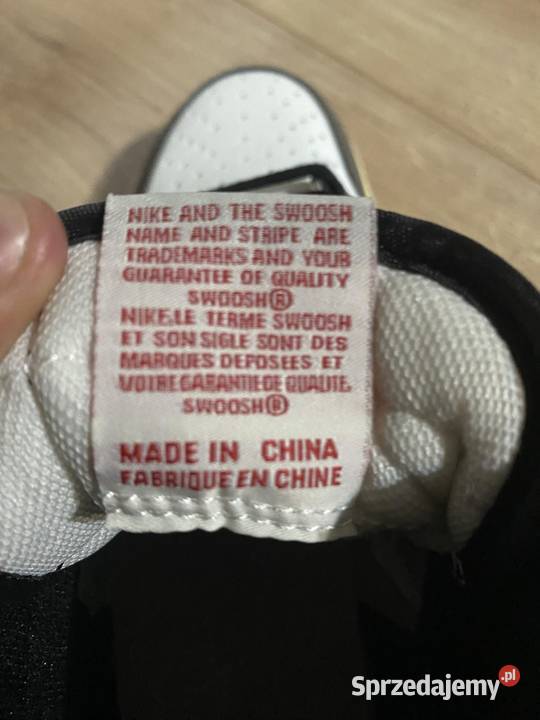 NIKE AND THE SWOOSH
NAME AND STRIPE ARE
TRADEMARKS AND YOUR
GUARANTEE OF QUALITY
SWOOSH®
NIKE.LE TERME SWOOSH
ET SON SIGLE SONT DES
MARQUES DEPOSEES ET
VOTRE GARANTIE DE QUALITE.
SWOOSH®
MADE IN CHINA
FABRIQUE EN CHINE
Sprzedajemy.pl